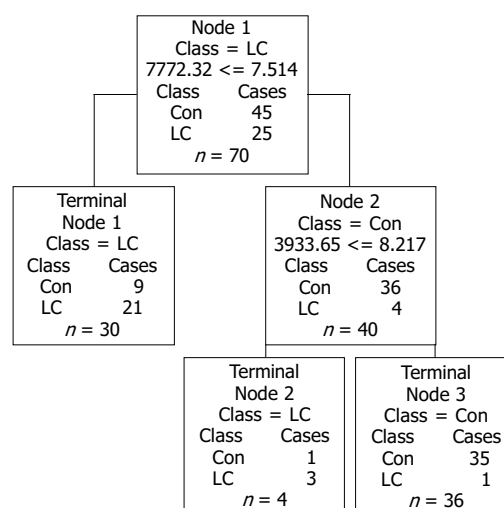 Node 1
Class = LC
7772.32 <= 7.514
Class Cases
Con 45
LC 25
n = 70
Terminal
Node 1
Class = LC
Class Cases
Con 9
LC 21
n = 30
Node 2
Class = Con
3933.65 <= 8.217
Class Cases
Con 36
LC 4
n = 40
Terminal
Node 2
Class = LC
Class Cases
Con 1
LC 3
n = 4
Terminal
Node 3
Class = Con
Class Cases
Con 35
LC 1
n = 36